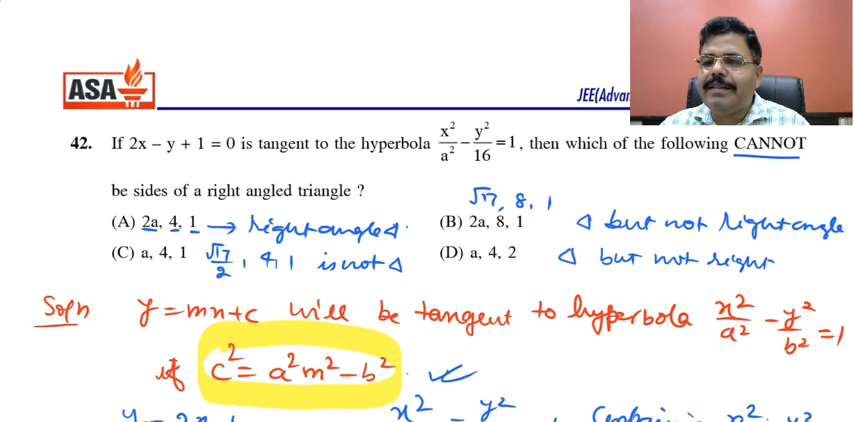 ASA
JEE(Advan
42. If 2x − y + 1 = 0 is tangent to the hyperbola x²/a² − y²/16 = 1, then which of the following CANNOT
be sides of a right angled triangle ?
√17, 8, 1
(A) 2a, 4, 1 → right angled Δ. (B) 2a, 8, 1 Δ but not right angle
(C) a, 4, 1 √17/2, 4, 1 is not Δ (D) a, 4, 2 Δ but not right
Soln y = mx + c will be tangent to hyperbola x²/a² − y²/b² = 1
if c² = a²m² − b².
x² − y²